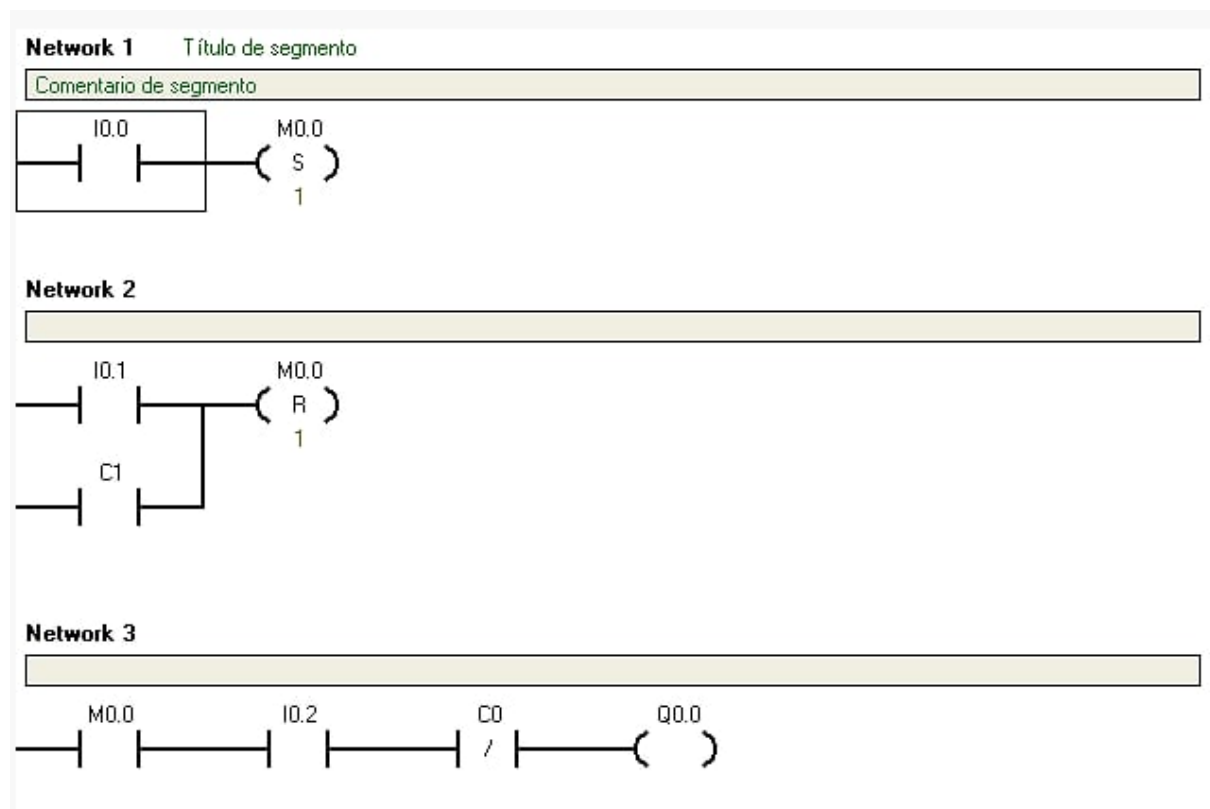 Network 1 Título de segmento
Comentario de segmento
I0.0 M0.0
S
1
Network 2
I0.1 M0.0
R
1
C1
Network 3
M0.0 I0.2 C0 Q0.0
/